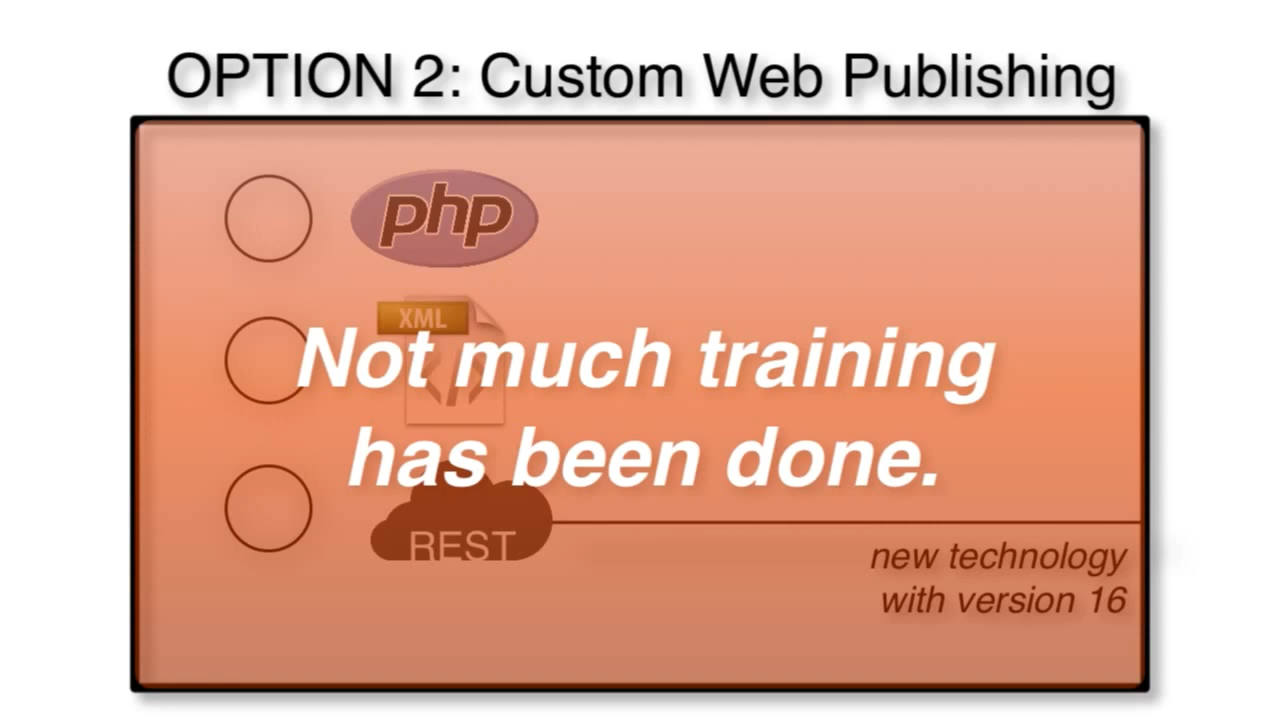 OPTION 2: Custom Web Publishing
php
XML
Not much training
has been done.
REST
new technology
with version 16